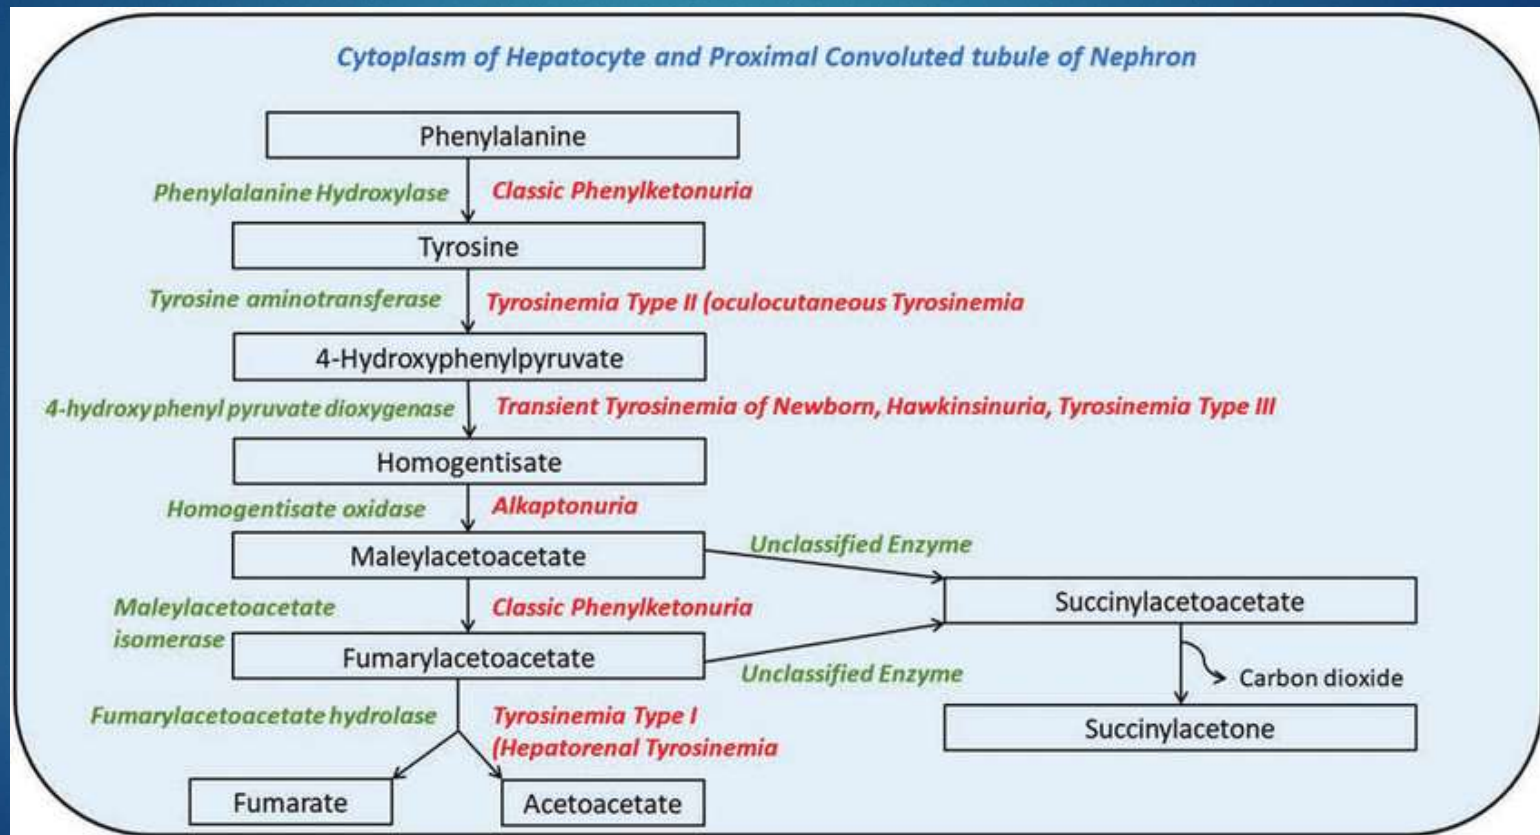 Cytoplasm of Hepatocyte and Proximal Convoluted tubule of Nephron
Phenylalanine
Phenylalanine Hydroxylase
Classic Phenylketonuria
Tyrosine
Tyrosine aminotransferase
Tyrosinemia Type II (oculocutaneous Tyrosinemia
4-Hydroxyphenylpyruvate
4-hydroxy phenyl pyruvate dioxygenase
Transient Tyrosinemia of Newborn, Hawkinsinuria, Tyrosinemia Type III
Homogentisate
Homogentisate oxidase
Alkaptonuria
Maleylacetoacetate
Unclassified Enzyme
Maleylacetoacetate
isomerase
Classic Phenylketonuria
Succinylacetoacetate
Fumarylacetoacetate
Unclassified Enzyme
Carbon dioxide
Fumarylacetoacetate hydrolase
Tyrosinemia Type I
(Hepatorenal Tyrosinemia
Succinylacetone
Fumarate
Acetoacetate